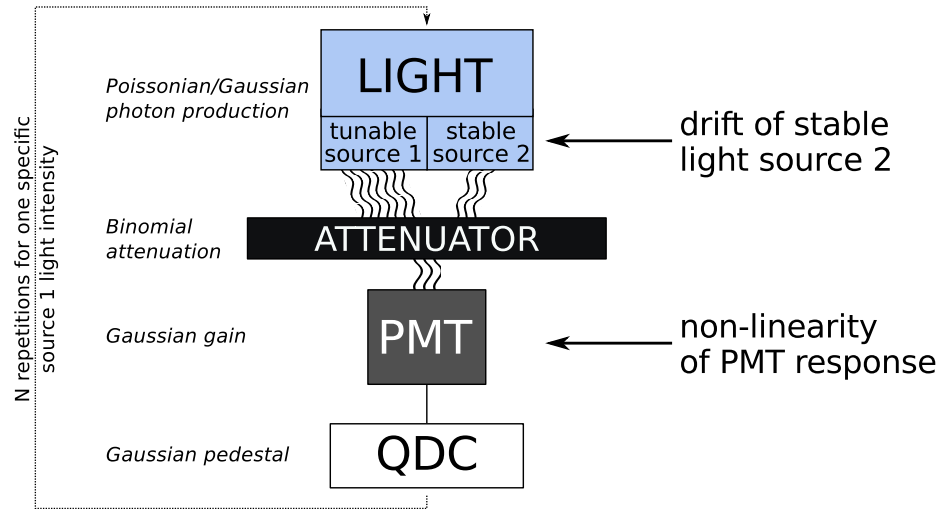 Poissonian/Gaussian
photon production
LIGHT
tunable
source 1
stable
source 2
drift of stable
light source 2
Binomial
attenuation
ATTENUATOR
N repetitions for one specific
source 1 light intensity
Gaussian gain
PMT
non-linearity
of PMT response
Gaussian pedestal
QDC